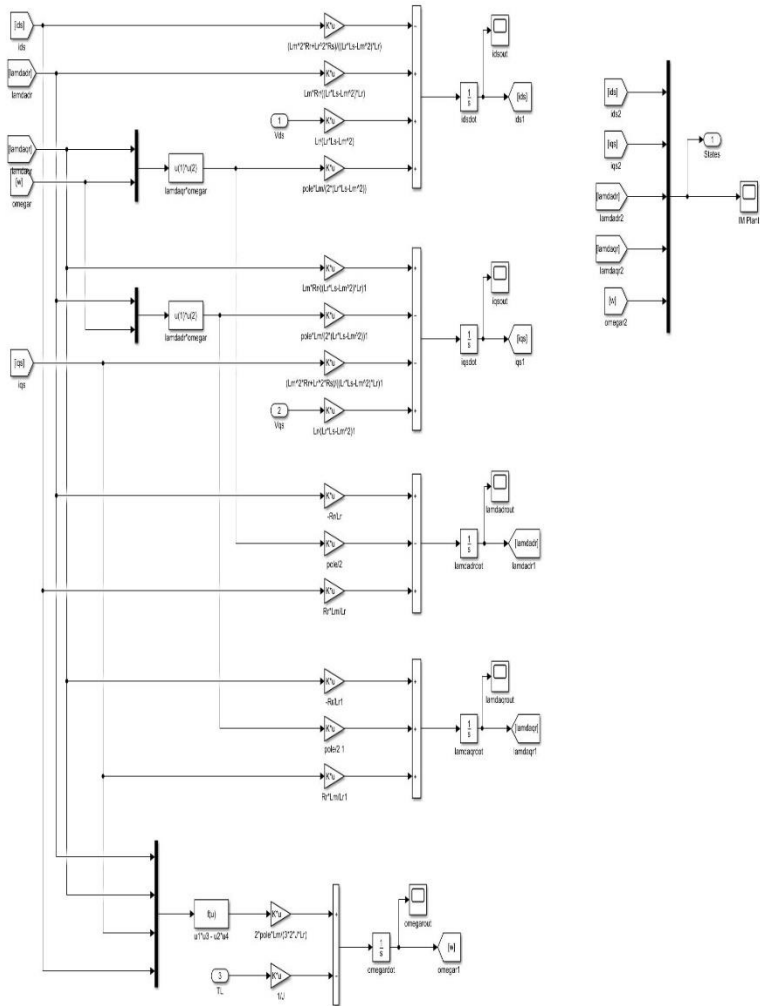 [ids]
ids
[lamdadr]
lamdadr
[lamdaqr]
[w]
omegar
[iqs]
iqs
u(1)*u(2)
lamdaqr*omegar
u(1)*u(2)
lamdadr*omegar
K*u
(Lm^2*Rr+Lr^2*Rs)/((Lr*Ls-Lm^2)*Lr)
K*u
Lm*Rr/((Lr*Ls-Lm^2)*Lr)
1
Vds
K*u
Lr/(Lr*Ls-Lm^2)
K*u
pole*Lm/(2*(Lr*Ls-Lm^2))
1
s
idsdot
idsout
[ids]
ids1
K*u
Lm*Rr/((Lr*Ls-Lm^2)*Lr)1
K*u
pole*Lm/(2*(Lr*Ls-Lm^2))1
K*u
(Lm^2*Rr+Lr^2*Rs)/((Lr*Ls-Lm^2)*Lr)1
2
Vqs
K*u
Lr/(Lr*Ls-Lm^2)1
1
s
iqsdot
iqsout
[iqs]
iqs1
K*u
-Rr/Lr
K*u
pole/2
K*u
Rr*Lm/Lr
1
s
lamdadrdot
lamdadrout
[lamdadr]
lamdadr1
K*u
-Rr/Lr1
K*u
pole/2 1
K*u
Rr*Lm/Lr1
1
s
lamdaqrdot
lamdaqrout
[lamdaqr]
lamdaqr1
f(u)
u1*u3 - u2*u4
K*u
2*pole*Lm/(3*2*J*Lr)
3
TL
K*u
1/J
1
s
omegardot
omegarout
[w]
omegar1
[ids]
ids2
[iqs]
iqs2
[lamdadr]
lamdadr2
[lamdaqr]
lamdaqr2
[w]
omegar2
1
States
IM Plant